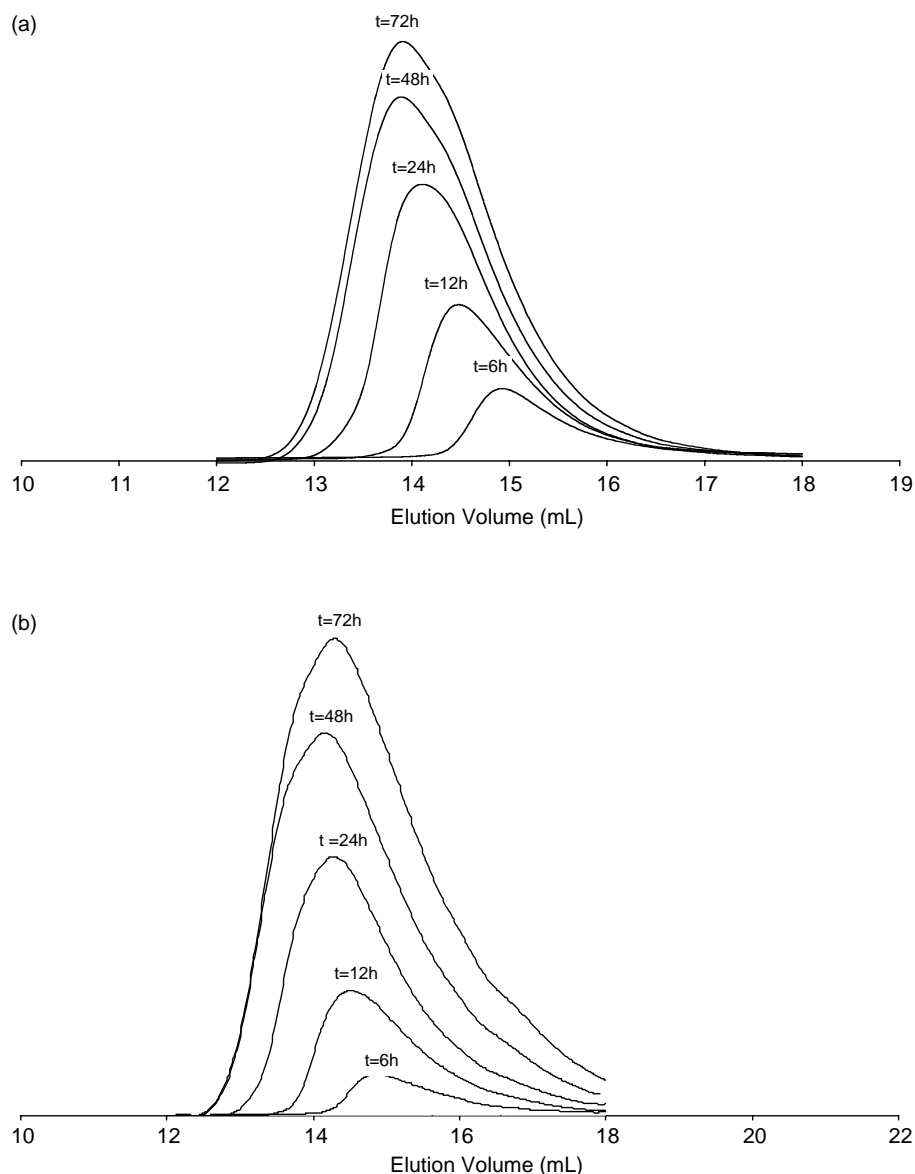 (a)
t=72h
t=48h
t=24h
t=12h
t=6h
10 11 12 13 14 15 16 17 18 19
Elution Volume (mL)
(b)
t=72h
t=48h
t =24h
t=12h
t=6h
10 12 14 16 18 20 22
Elution Volume (mL)